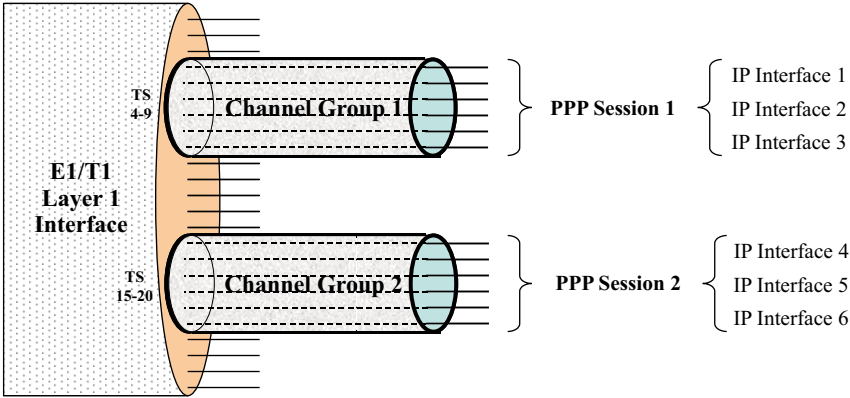 E1/T1
Layer 1
Interface
TS
4-9
Channel Group 1
PPP Session 1
IP Interface 1
IP Interface 2
IP Interface 3
TS
15-20
Channel Group 2
PPP Session 2
IP Interface 4
IP Interface 5
IP Interface 6